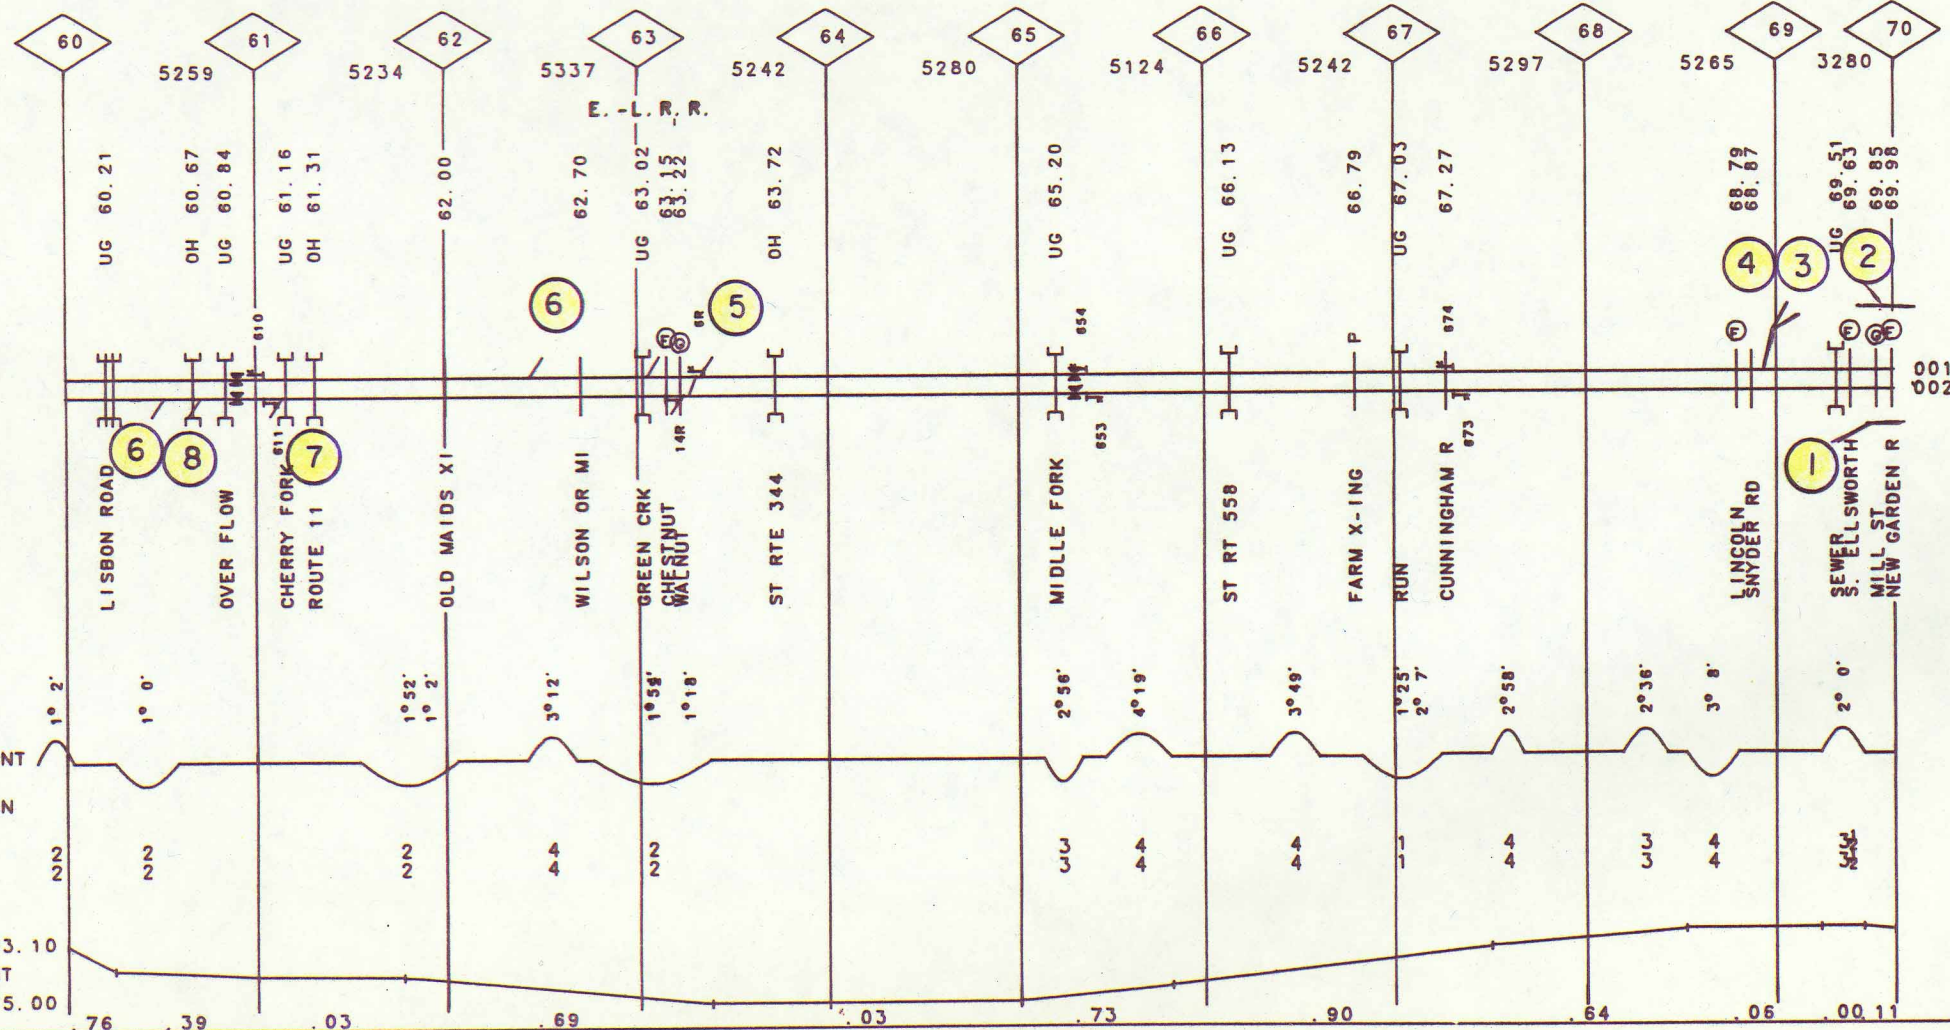 60 61 62 63 64 65 66 67 68 69 70
5259 5234 5337 5242 5280 5124 5242 5297 5265 3280
E.-L.R.R.
UG 60.21
OH 60.67
UG 60.84
UG 61.16
OH 61.31
62.00
62.70
UG 63.02
63.15
63.22
OH 63.72
UG 65.20
UG 66.13
66.79
UG 67.03
67.27
68.79
68.87
UG 69.51
69.63
69.85
69.98
6 5 4 3 2
610
F
6R
654
P
674
F
F
F
001
002
6 8 7 1
611
14R
653
673
LISBON ROAD
OVER FLOW
CHERRY FORK
ROUTE 11
OLD MAIDS XI
WILSON OR MI
GREEN CRK
CHESTNUT
WALNUT
ST RTE 344
MIDLLE FORK
ST RT 558
FARM X-ING
RUN
CUNNINGHAM R
LINCOLN
SNYDER RD
SEWER
S. ELLSWORTH
MILL ST
NEW GARDEN R
1° 2'
1° 0'
1°52'
1° 2'
3°12'
1°18'
2°56'
4°19'
3°49'
1°25'
2° 7'
2°58'
2°36'
3° 8'
2° 0'
NT
N
2 2 2 4 2 3 4 4 1 4 3 4
2 2 2 4 2 3 4 4 1 4 3 4
3.10
T
5.00
.76 .39 .03 .69 .03 .73 .90 .64 .06 .00 .11